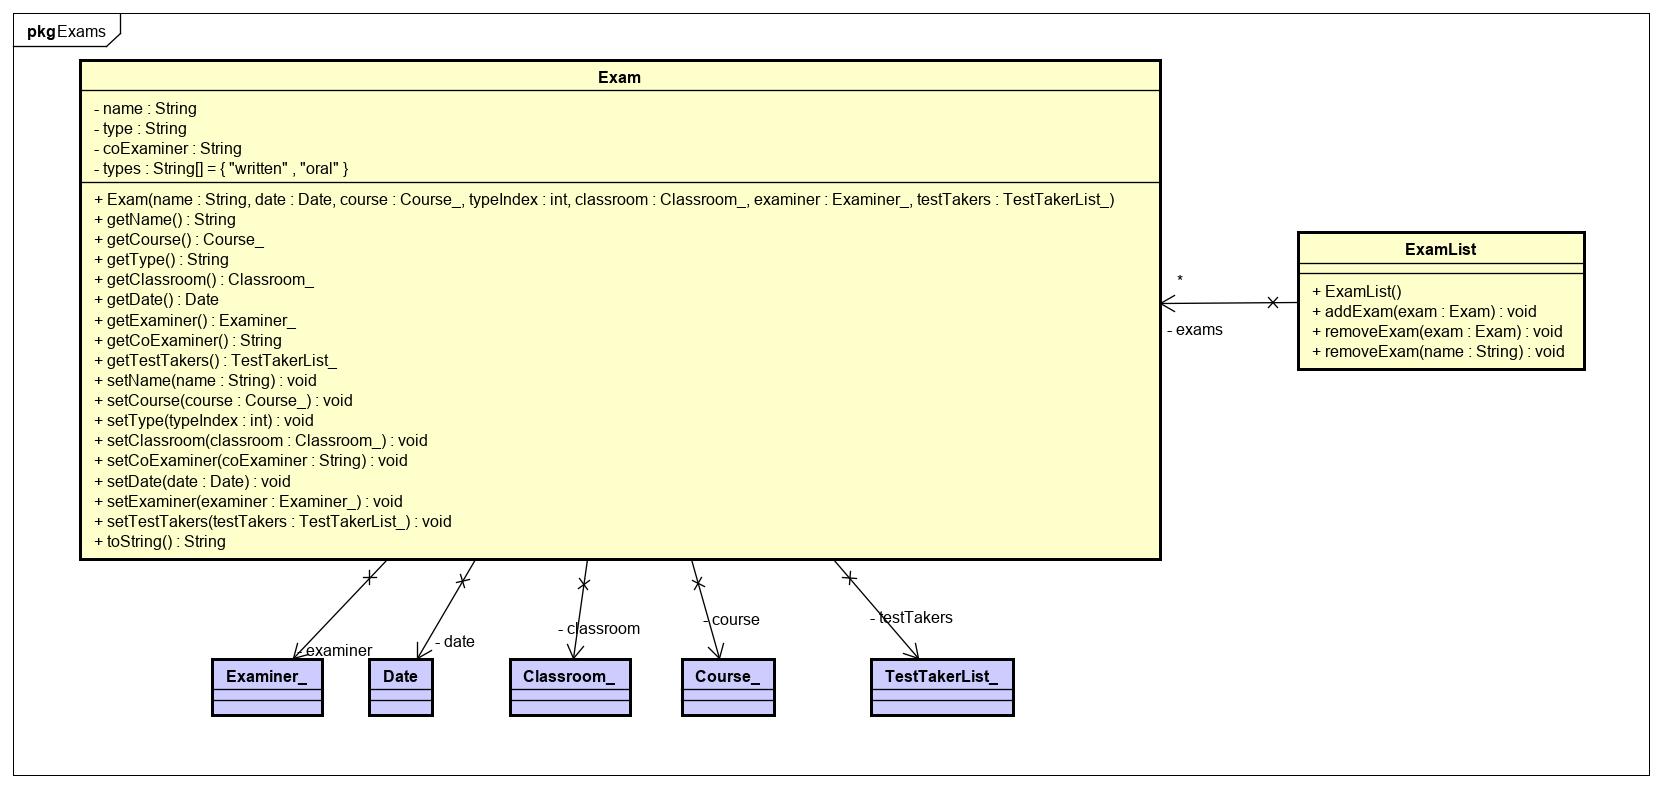 pkg Exams
Exam
- name : String
- type : String
- coExaminer : String
- types : String[] = { "written" , "oral" }
+ Exam(name : String, date : Date, course : Course_, typeIndex : int, classroom : Classroom_, examiner : Examiner_, testTakers : TestTakerList_)
+ getName() : String
+ getCourse() : Course_
+ getType() : String
+ getClassroom() : Classroom_
+ getDate() : Date
+ getExaminer() : Examiner_
+ getCoExaminer() : String
+ getTestTakers() : TestTakerList_
+ setName(name : String) : void
+ setCourse(course : Course_) : void
+ setType(typeIndex : int) : void
+ setClassroom(classroom : Classroom_) : void
+ setCoExaminer(coExaminer : String) : void
+ setDate(date : Date) : void
+ setExaminer(examiner : Examiner_) : void
+ setTestTakers(testTakers : TestTakerList_) : void
+ toString() : String
*
- exams
ExamList
+ ExamList()
+ addExam(exam : Exam) : void
+ removeExam(exam : Exam) : void
+ removeExam(name : String) : void
- examiner
- date
- classroom
- course
- testTakers
Examiner_
Date
Classroom_
Course_
TestTakerList_